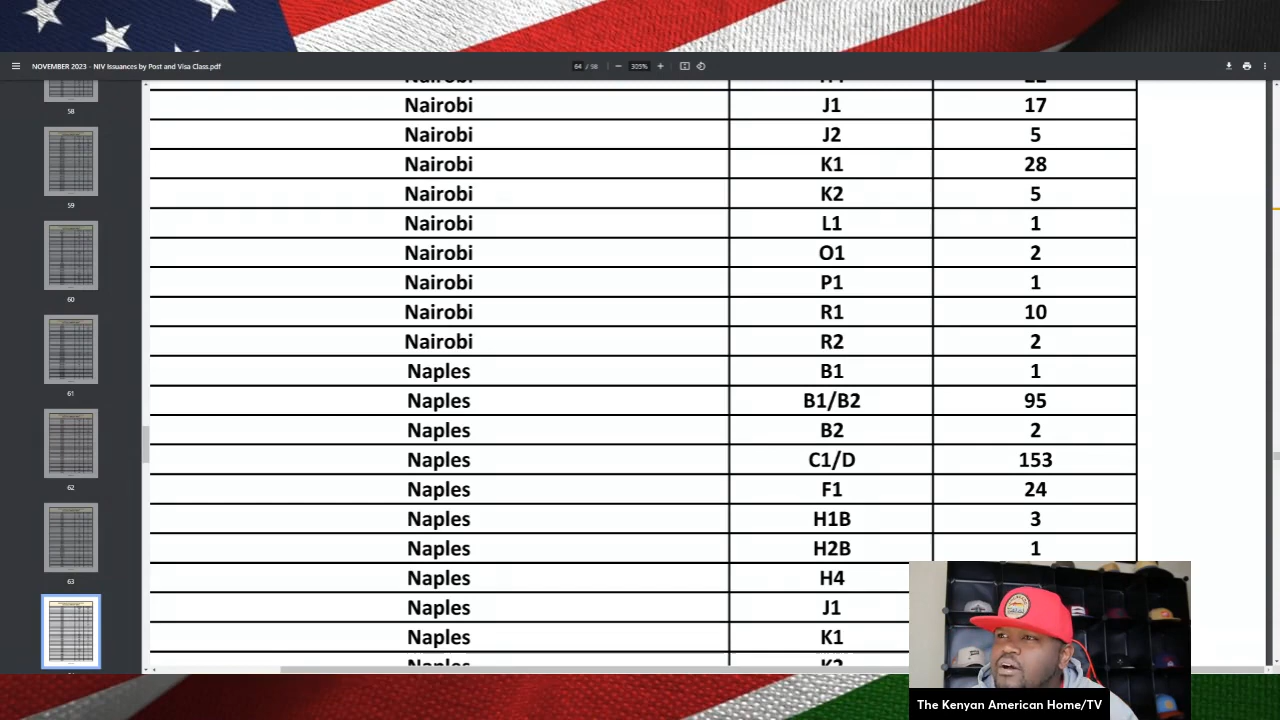 NOVEMBER 2023 - NIV Issuances by Post and Visa Class.pdf
64 / 98
305%
58
59
60
61
62
63
Nairobi
Nairobi J1 17
Nairobi J2 5
Nairobi K1 28
Nairobi K2 5
Nairobi L1 1
Nairobi O1 2
Nairobi P1 1
Nairobi R1 10
Nairobi R2 2
Naples B1 1
Naples B1/B2 95
Naples B2 2
Naples C1/D 153
Naples F1 24
Naples H1B 3
Naples H2B 1
Naples H4
Naples J1
Naples K1
Naples
The Kenyan American Home/TV